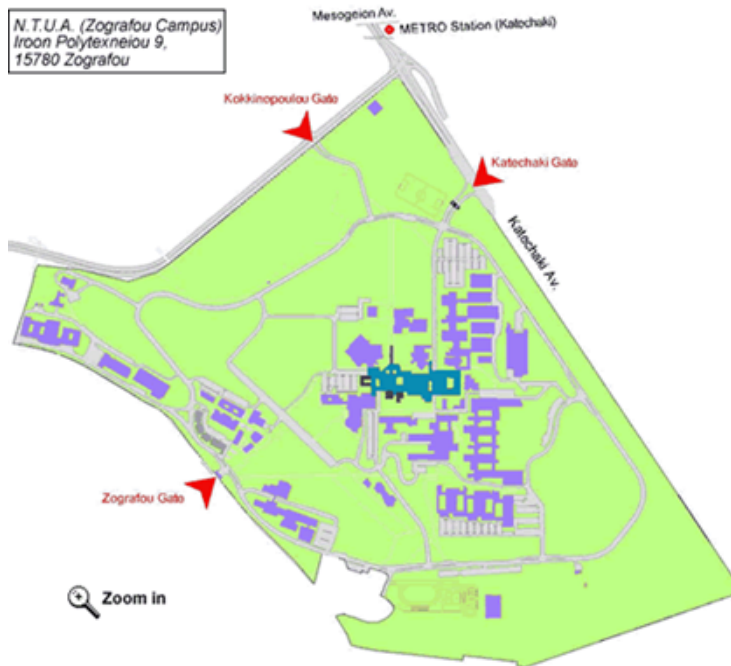 N.T.U.A. (Zografou Campus)
Iroon Polytexneiou 9,
15780 Zografou
Mesogeion Av.
METRO Station (Katechaki)
Kokkinopoulou Gate
Katechaki Gate
Katechaki Av.
Zografou Gate
Zoom in